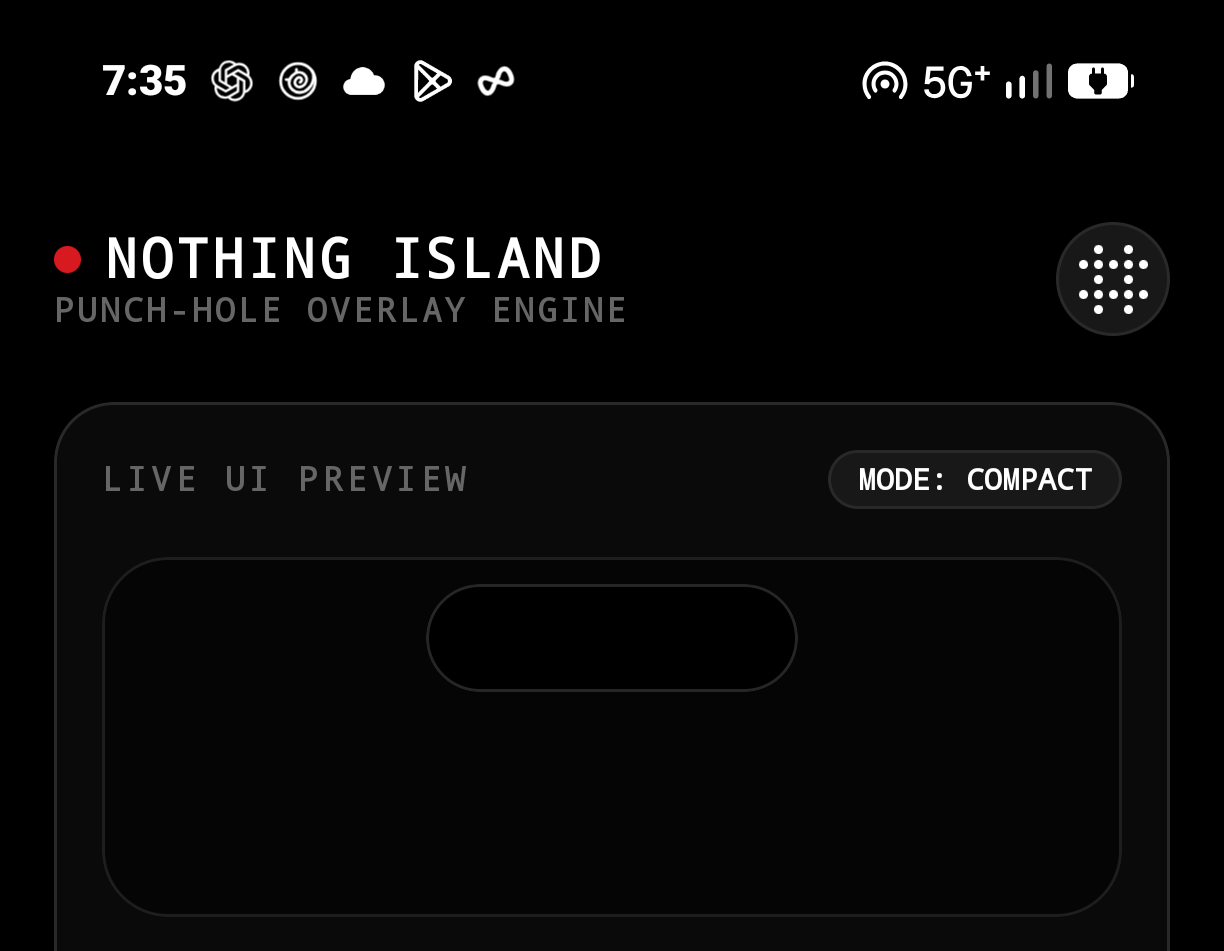 7:35 5G+
NOTHING ISLAND
PUNCH-HOLE OVERLAY ENGINE
LIVE UI PREVIEW MODE: COMPACT